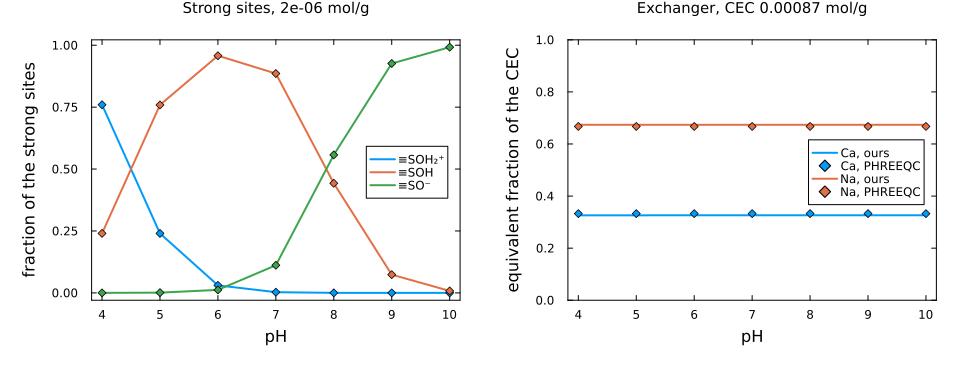 Strong sites, 2e-06 mol/g
fraction of the strong sites
1.00
0.75
0.50
0.25
0.00
≡SOH₂⁺
≡SOH
≡SO⁻
4 5 6 7 8 9 10
pH
Exchanger, CEC 0.00087 mol/g
equivalent fraction of the CEC
1.0
0.8
0.6
0.4
0.2
0.0
Ca, ours
Ca, PHREEQC
Na, ours
Na, PHREEQC
4 5 6 7 8 9 10
pH